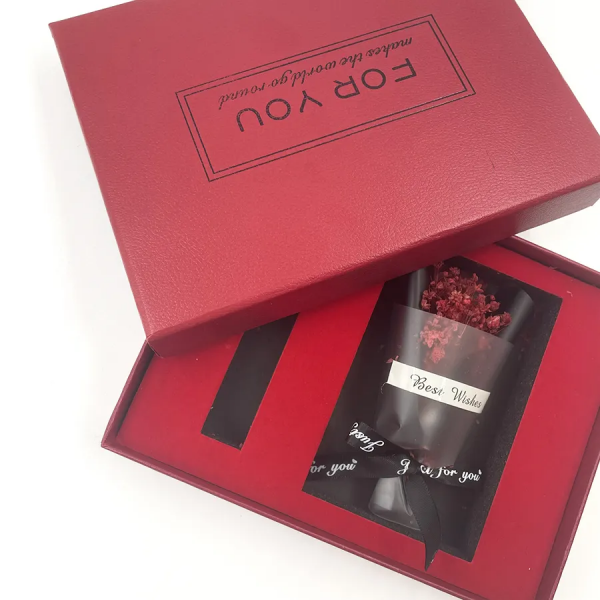 FOR YOU
makes the world go round
Best Wishes
Just
for you
for you